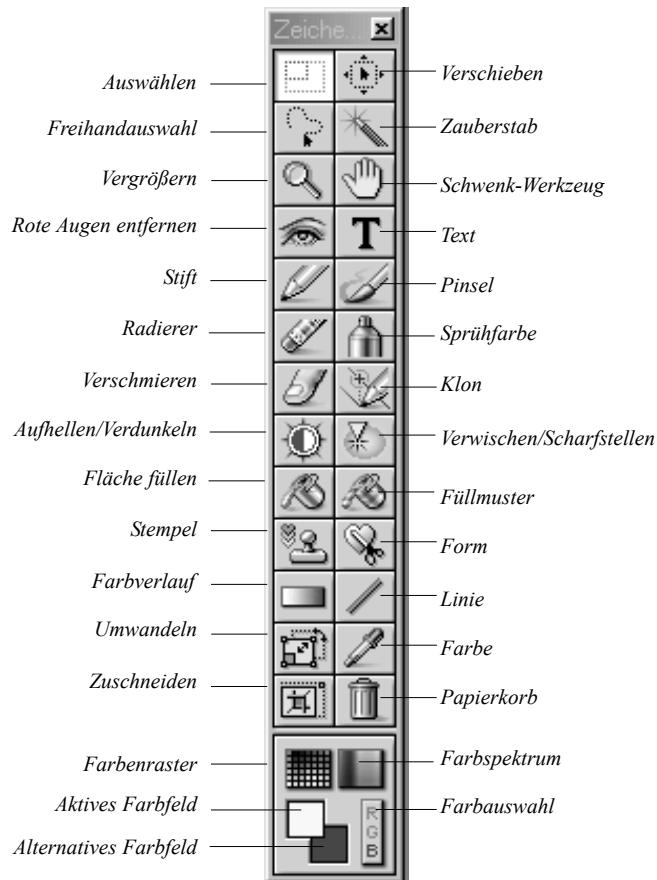 Zeiche...
Auswählen
Verschieben
Freihandauswahl
Zauberstab
Vergrößern
Schwenk-Werkzeug
Rote Augen entfernen
T
Text
Stift
Pinsel
Radierer
Sprühfarbe
Verschmieren
Klon
Aufhellen/Verdunkeln
Verwischen/Scharfstellen
Fläche füllen
Füllmuster
Stempel
Form
Farbverlauf
Linie
Umwandeln
Farbe
Zuschneiden
Papierkorb
Farbenraster
Farbspektrum
Aktives Farbfeld
Farbauswahl
R
G
B
Alternatives Farbfeld